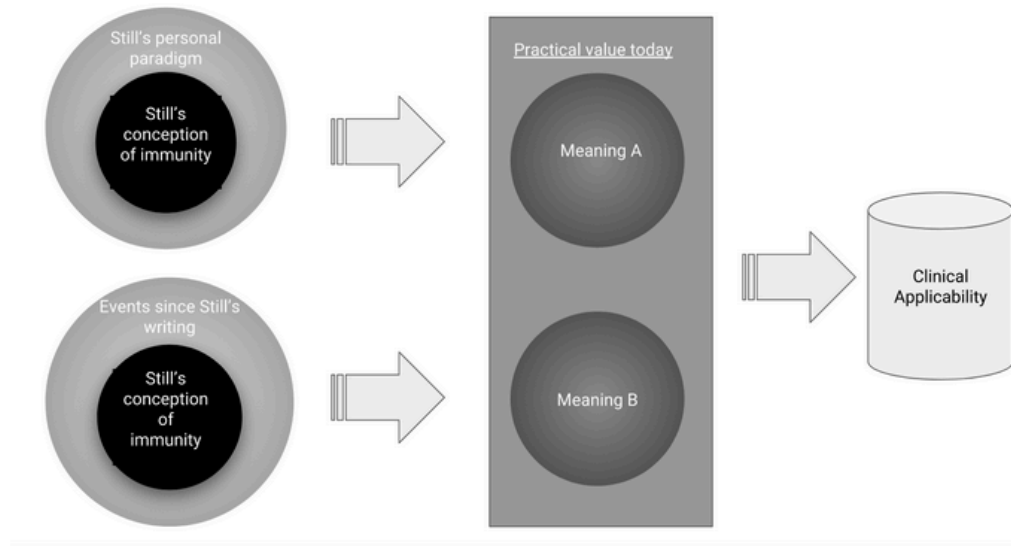 Still's personal
paradigm
Still's
conception
of immunity
Events since Still's
writing
Still's
conception
of
immunity
Practical value today
Meaning A
Meaning B
Clinical
Applicability